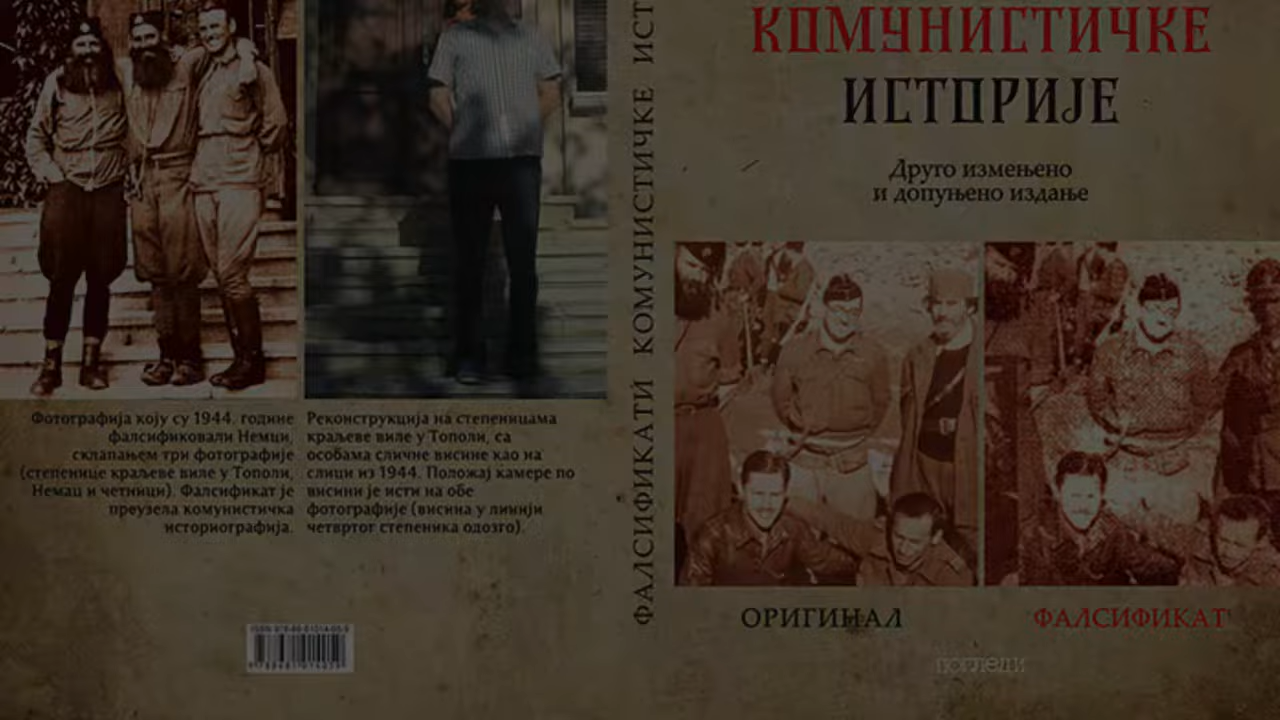 КОМУНИСТИЧКЕ
ИСТОРИЈЕ
Друго измењено
и допуњено издање
ОРИГИНАЛ
ФАЛСИФИКАТ
погледи
ФАЛСИФИКАТИ КОМУНИСТИЧКЕ
Фотографија коју су 1944. године
фалсификовали Немци,
склапањем три фотографије
(степенице краљеве виле у Тополи,
Немац и четници). Фалсификат је
преузела комунистичка
историографија.
Реконструкција на степеницама
краљеве виле у Тополи, са
особама сличне висине као на
слици из 1944. Положај камере по
висини је исти на обе
фотографије (висина у линији
четвртог степеника одозго).